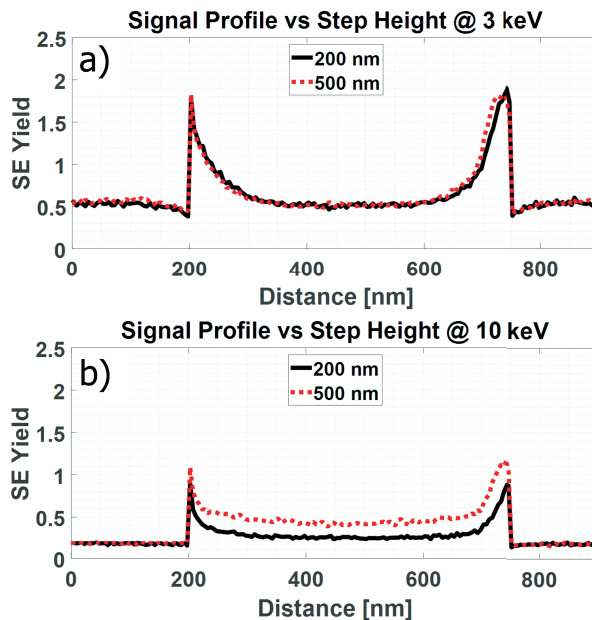 Signal Profile vs Step Height @ 3 keV
a)
200 nm
500 nm
SE Yield
2.5
2
1.5
1
0.5
0
0 200 400 600 800
Distance [nm]
Signal Profile vs Step Height @ 10 keV
b)
200 nm
500 nm
SE Yield
2.5
2
1.5
1
0.5
0
0 200 400 600 800
Distance [nm]